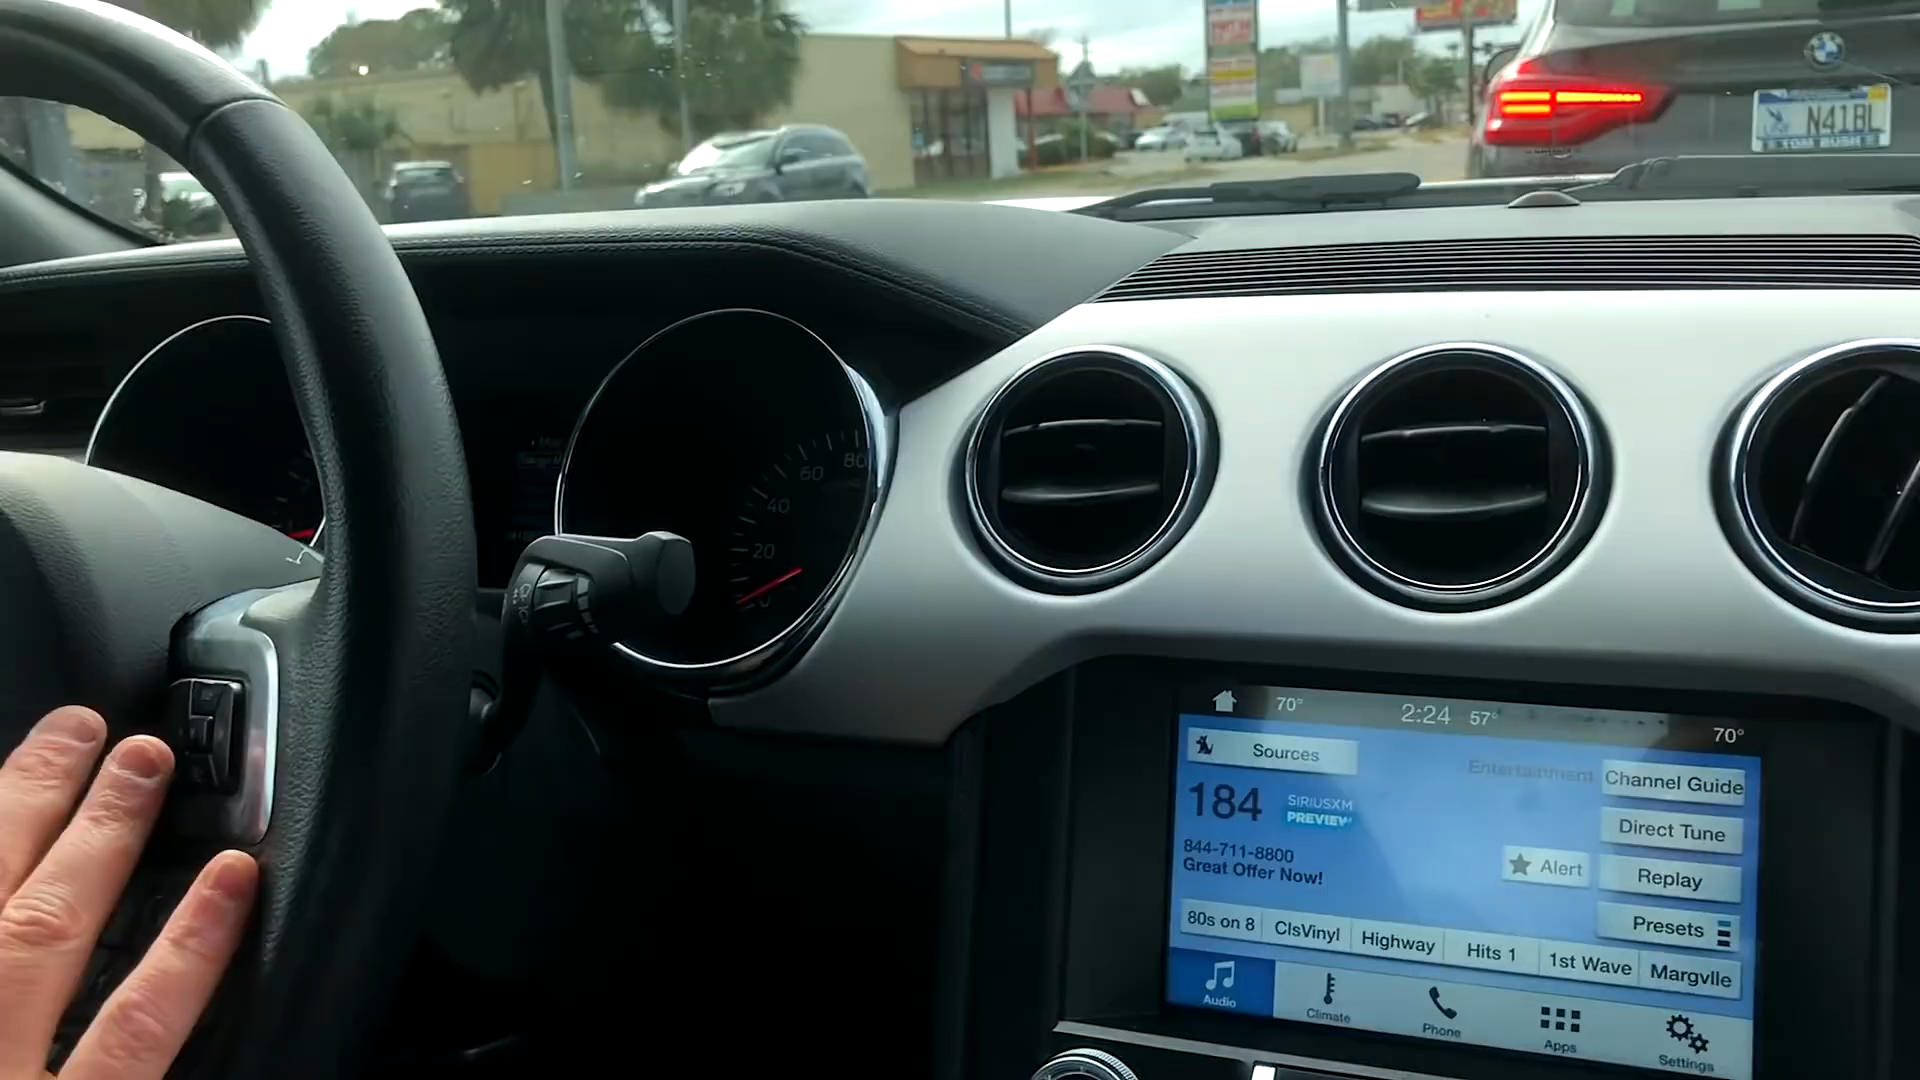 N41BL
80
60
40
20
0
70°
2:24
57°
70°
Sources
Entertainment
Channel Guide
184
SIRIUSXM
PREVIEW
Direct Tune
844-711-8800
Great Offer Now!
Alert
Replay
Presets
80s on 8
ClsVinyl
Highway
Hits 1
1st Wave
Margvlle
Audio
Climate
Phone
Apps
Settings